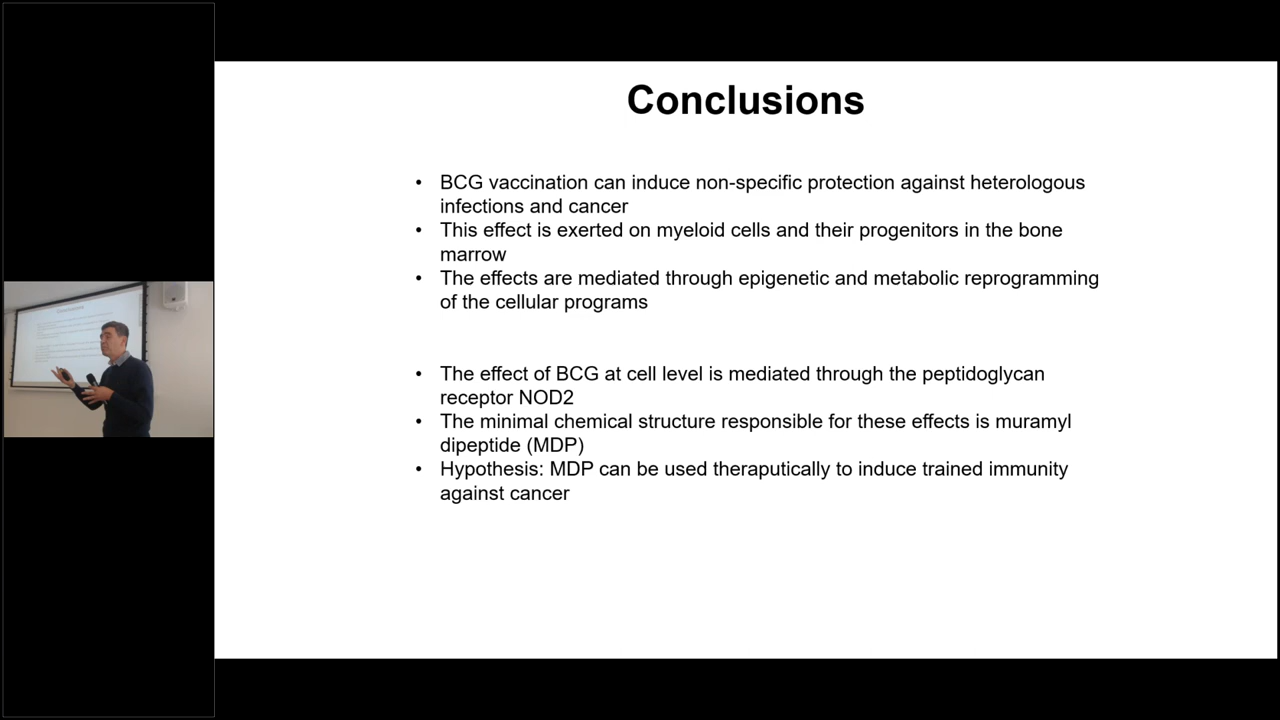 Conclusions
• BCG vaccination can induce non-specific protection against heterologous
infections and cancer
• This effect is exerted on myeloid cells and their progenitors in the bone
marrow
• The effects are mediated through epigenetic and metabolic reprogramming
of the cellular programs
• The effect of BCG at cell level is mediated through the peptidoglycan
receptor NOD2
• The minimal chemical structure responsible for these effects is muramyl
dipeptide (MDP)
• Hypothesis: MDP can be used theraputically to induce trained immunity
against cancer